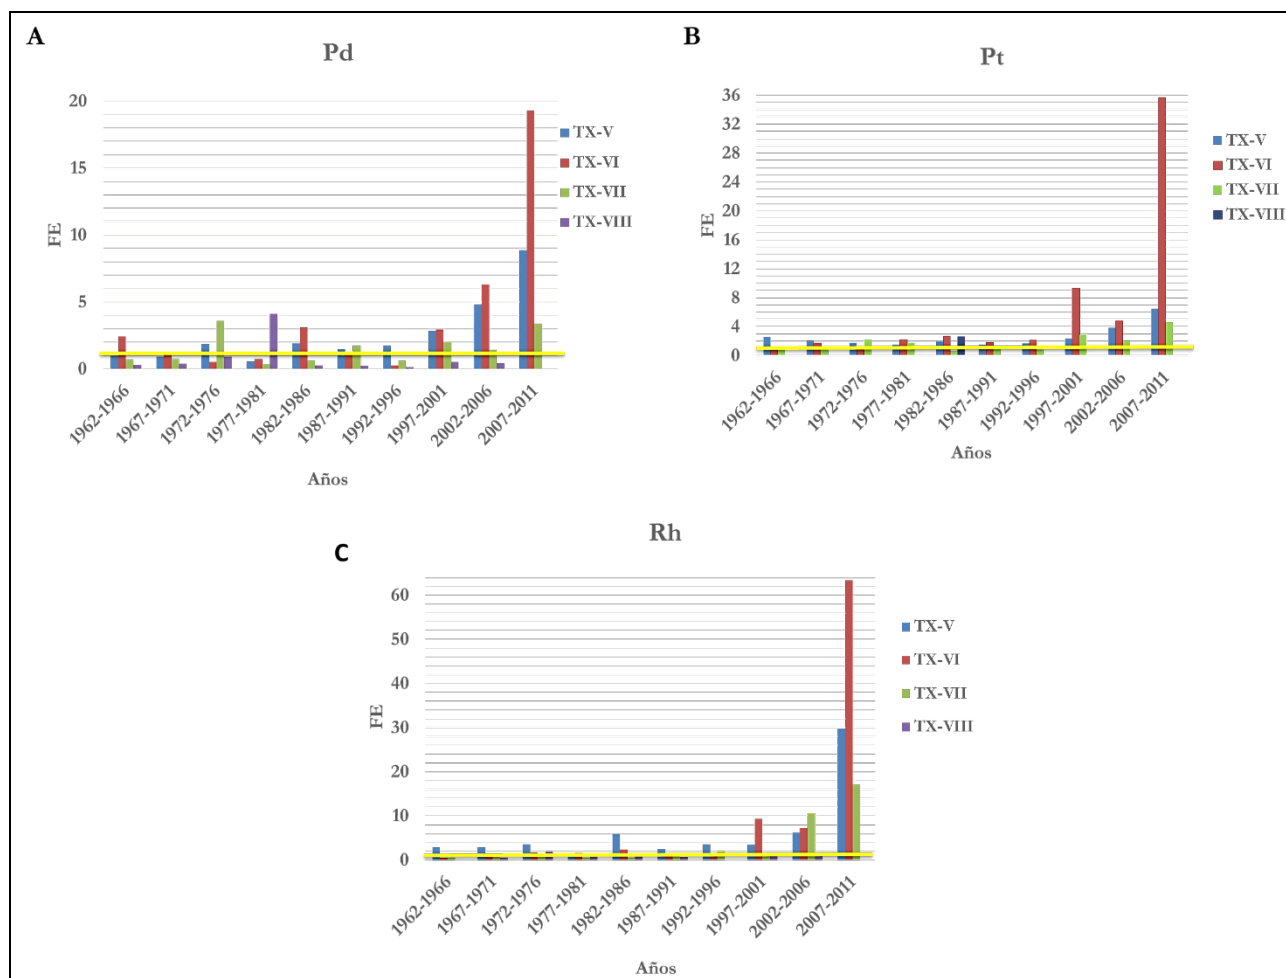 A
Pd
20
15
10
5
0
FE
TX-V
TX-VI
TX-VII
TX-VIII
1962-1966
1967-1971
1972-1976
1977-1981
1982-1986
1987-1991
1992-1996
1997-2001
2002-2006
2007-2011
Años
B
Pt
36
32
28
24
20
16
12
8
4
0
FE
TX-V
TX-VI
TX-VII
TX-VIII
1962-1966
1967-1971
1972-1976
1977-1981
1982-1986
1987-1991
1992-1996
1997-2001
2002-2006
2007-2011
Años
C
Rh
60
50
40
30
20
10
0
FE
TX-V
TX-VI
TX-VII
TX-VIII
1962-1966
1967-1971
1972-1976
1977-1981
1982-1986
1987-1991
1992-1996
1997-2001
2002-2006
2007-2011
Años